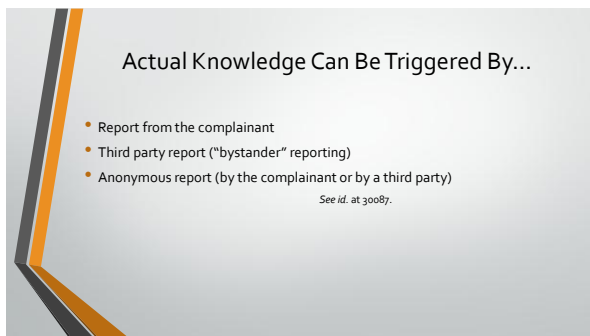 Actual Knowledge Can Be Triggered By...
• Report from the complainant
• Third party report (“bystander” reporting)
• Anonymous report (by the complainant or by a third party)
See id. at 30087.